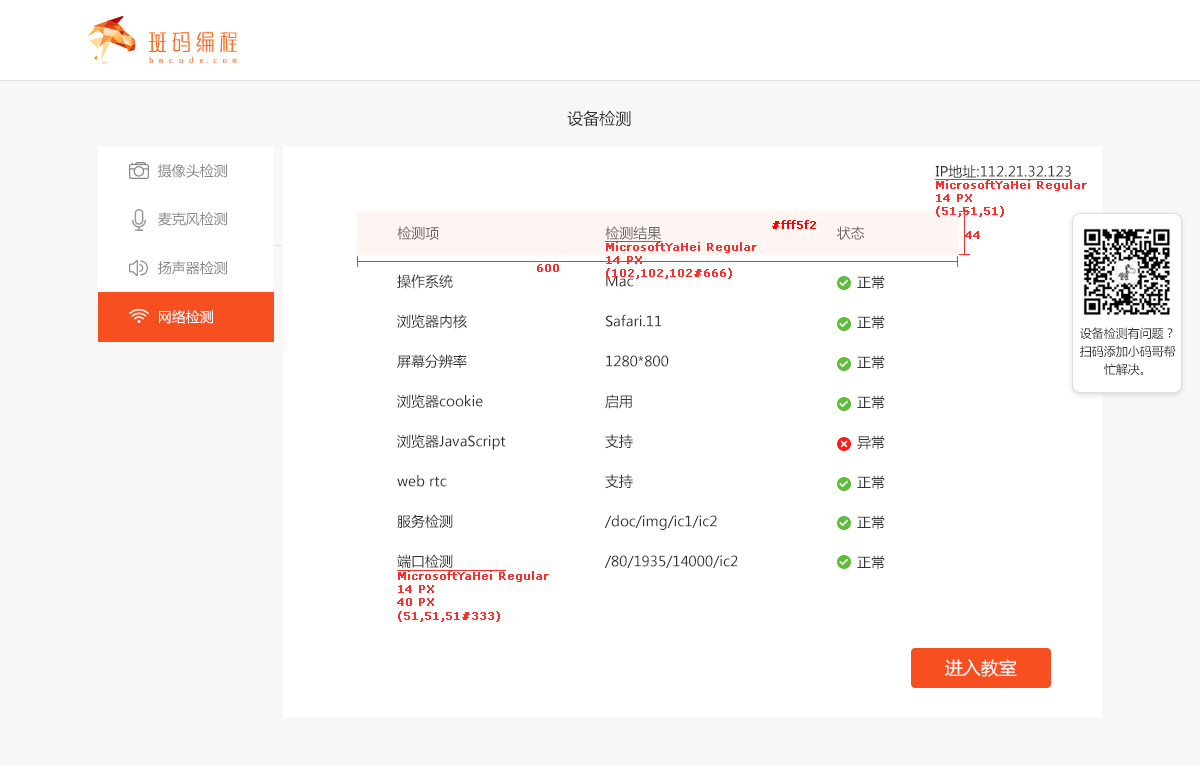 斑码编程
bmcode.com
设备检测
摄像头检测
麦克风检测
扬声器检测
网络检测
IP地址:112.21.32.123
MicrosoftYaHei Regular
14 PX
(51,51,51)
检测项 检测结果 状态
#fff5f2
44
MicrosoftYaHei Regular
14 PX
(102,102,102#666)
600
操作系统 Mac 正常
浏览器内核 Safari.11 正常
屏幕分辨率 1280*800 正常
浏览器cookie 启用 正常
浏览器JavaScript 支持 异常
web rtc 支持 正常
服务检测 /doc/img/ic1/ic2 正常
端口检测 /80/1935/14000/ic2 正常
MicrosoftYaHei Regular
14 PX
40 PX
(51,51,51#333)
进入教室
设备检测有问题？
扫码添加小码哥帮
忙解决。